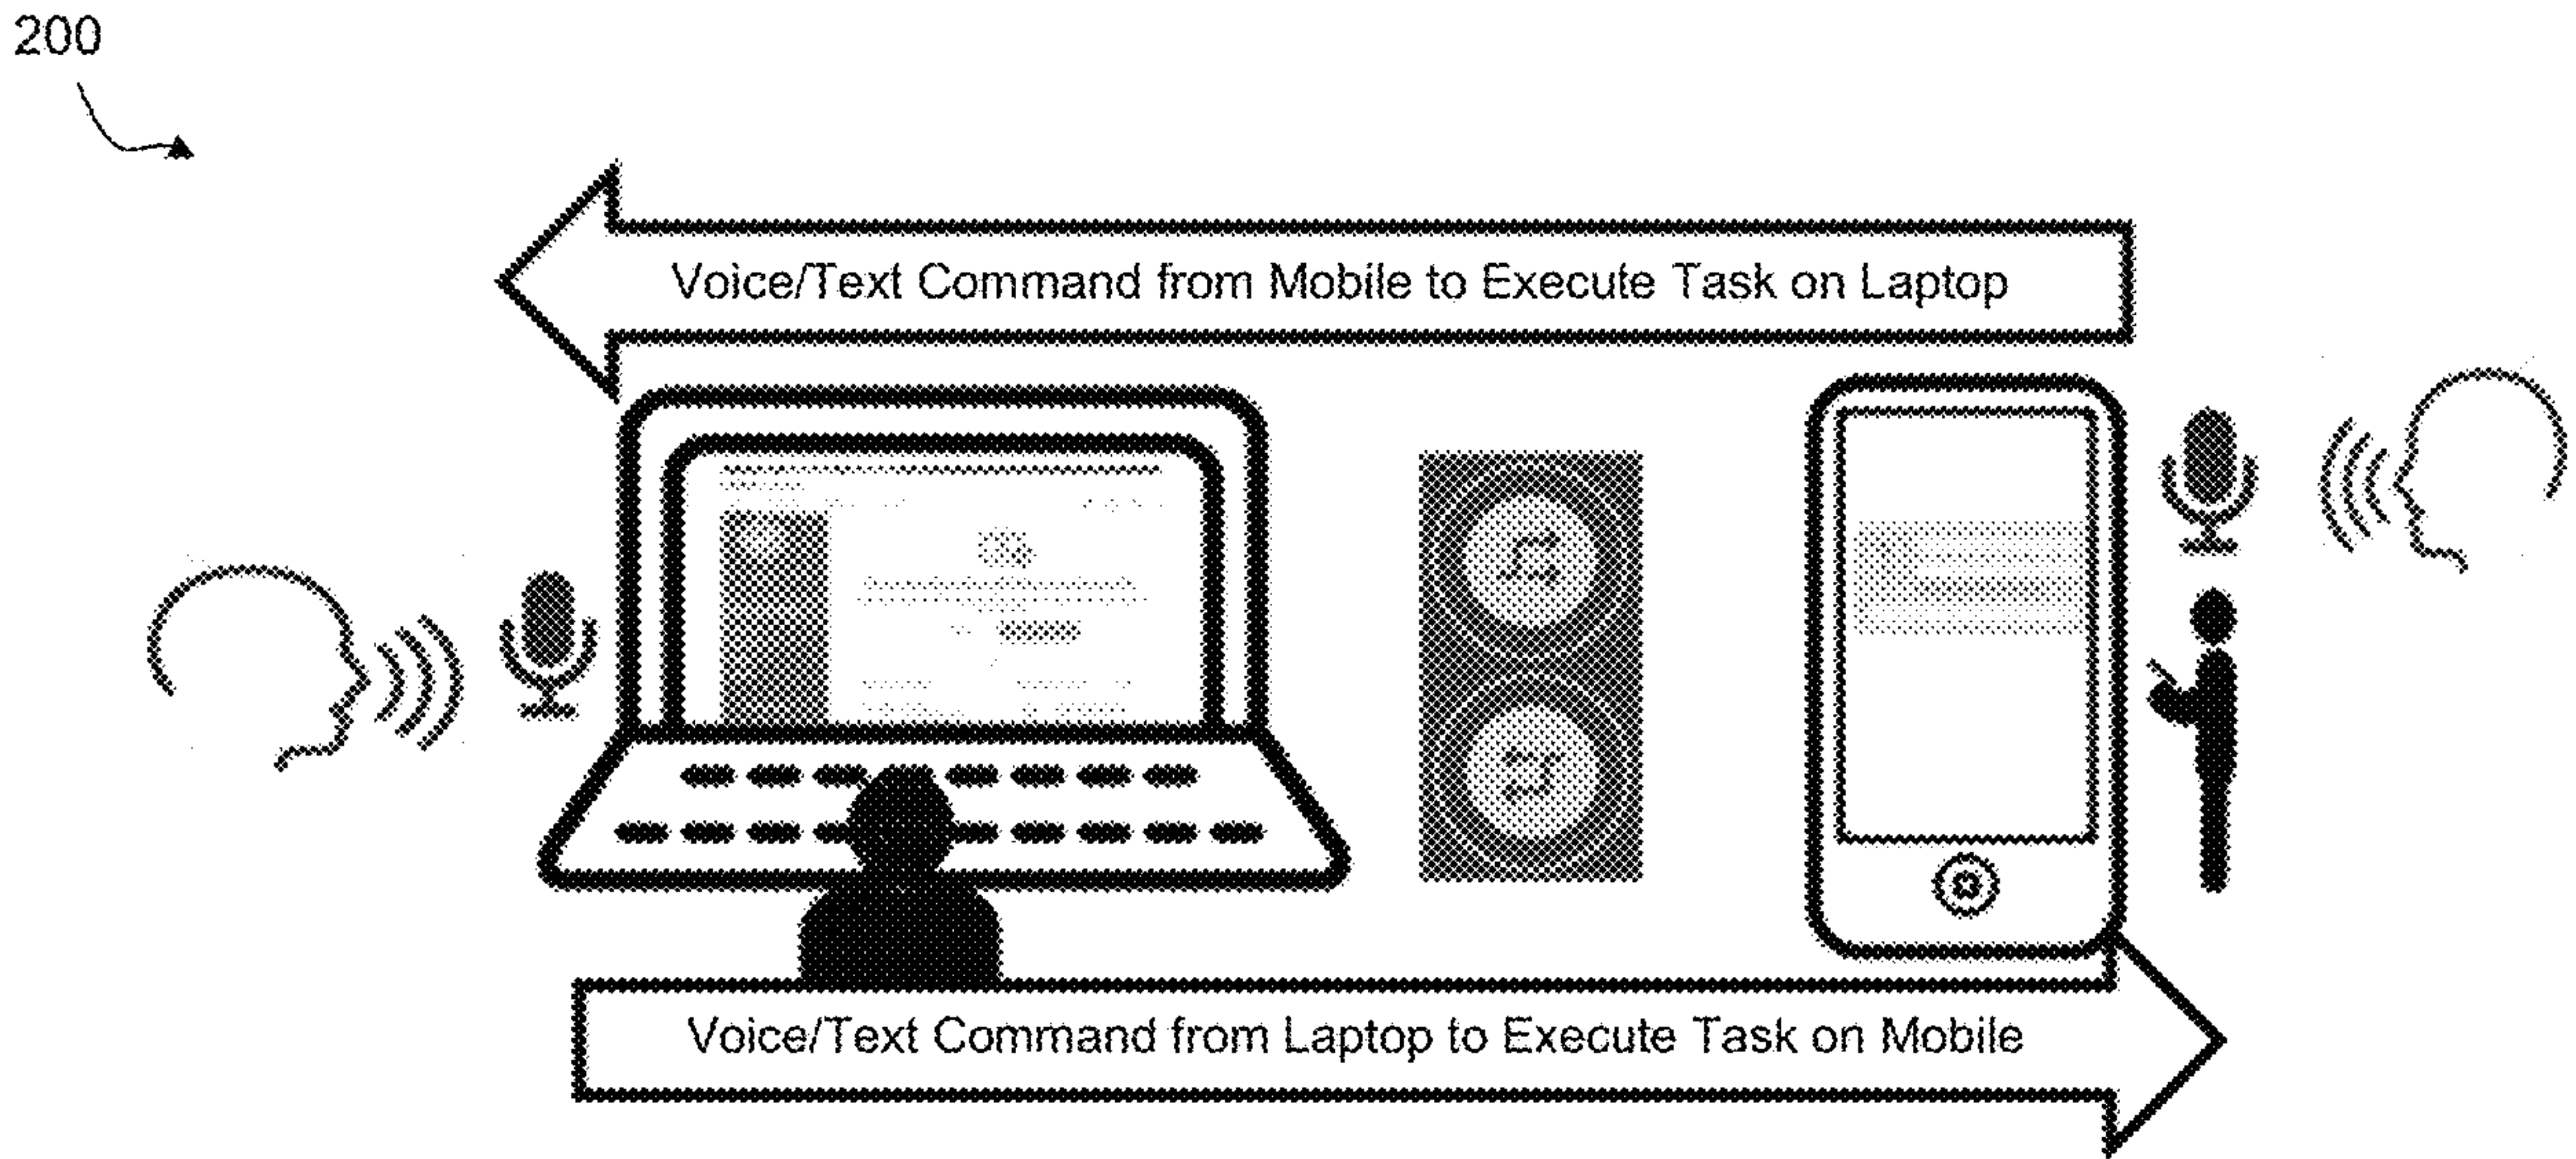 200
Voice/Text Command from Mobile to Execute Task on Laptop
Voice/Text Command from Laptop to Execute Task on Mobile